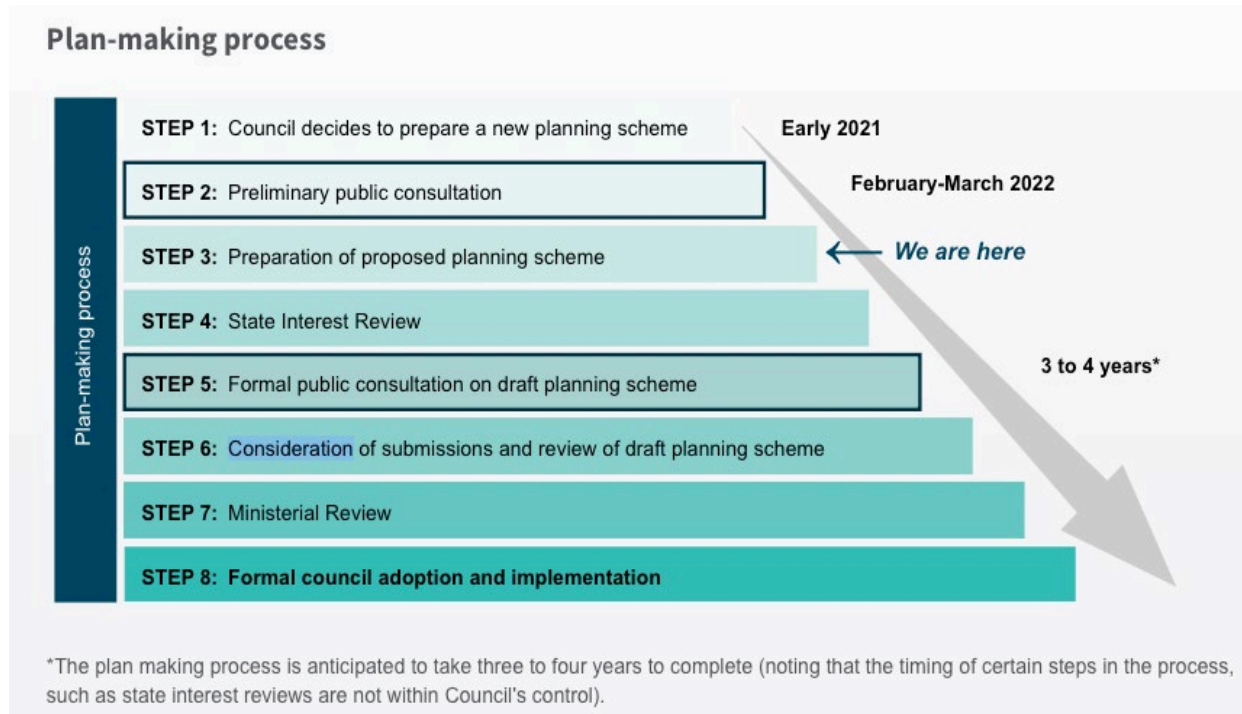 Plan-making process
Plan-making process
STEP 1: Council decides to prepare a new planning scheme
Early 2021
STEP 2: Preliminary public consultation
February-March 2022
STEP 3: Preparation of proposed planning scheme
We are here
STEP 4: State Interest Review
3 to 4 years*
STEP 5: Formal public consultation on draft planning scheme
STEP 6: Consideration of submissions and review of draft planning scheme
STEP 7: Ministerial Review
STEP 8: Formal council adoption and implementation
*The plan making process is anticipated to take three to four years to complete (noting that the timing of certain steps in the process,
such as state interest reviews are not within Council's control).